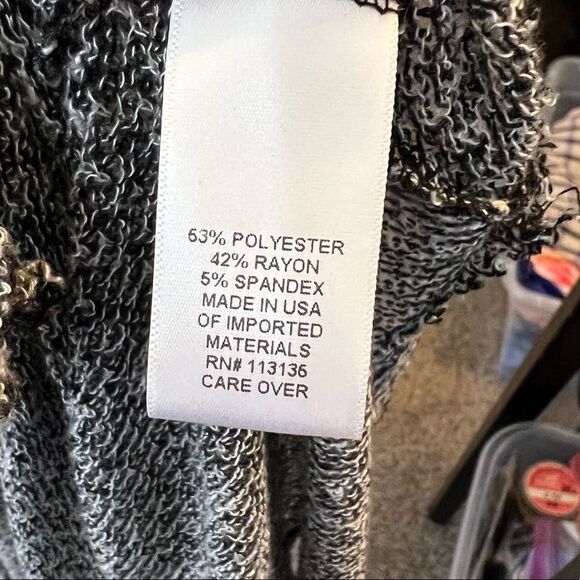 63% POLYESTER
42% RAYON
5% SPANDEX
MADE IN USA
OF IMPORTED
MATERIALS
RN# 113136
CARE OVER